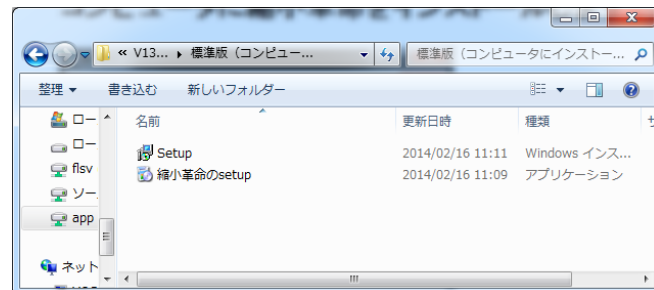 « V13... ▸ 標準版（コンピュー...
標準版（コンピュータにインストー...
整理 ▼ 書き込む 新しいフォルダー
名前 更新日時 種類 サ
Setup 2014/02/16 11:11 Windows インス...
縮小革命のsetup 2014/02/16 11:09 アプリケーション
ロー
ロー
flsv
ソー
app
ネット